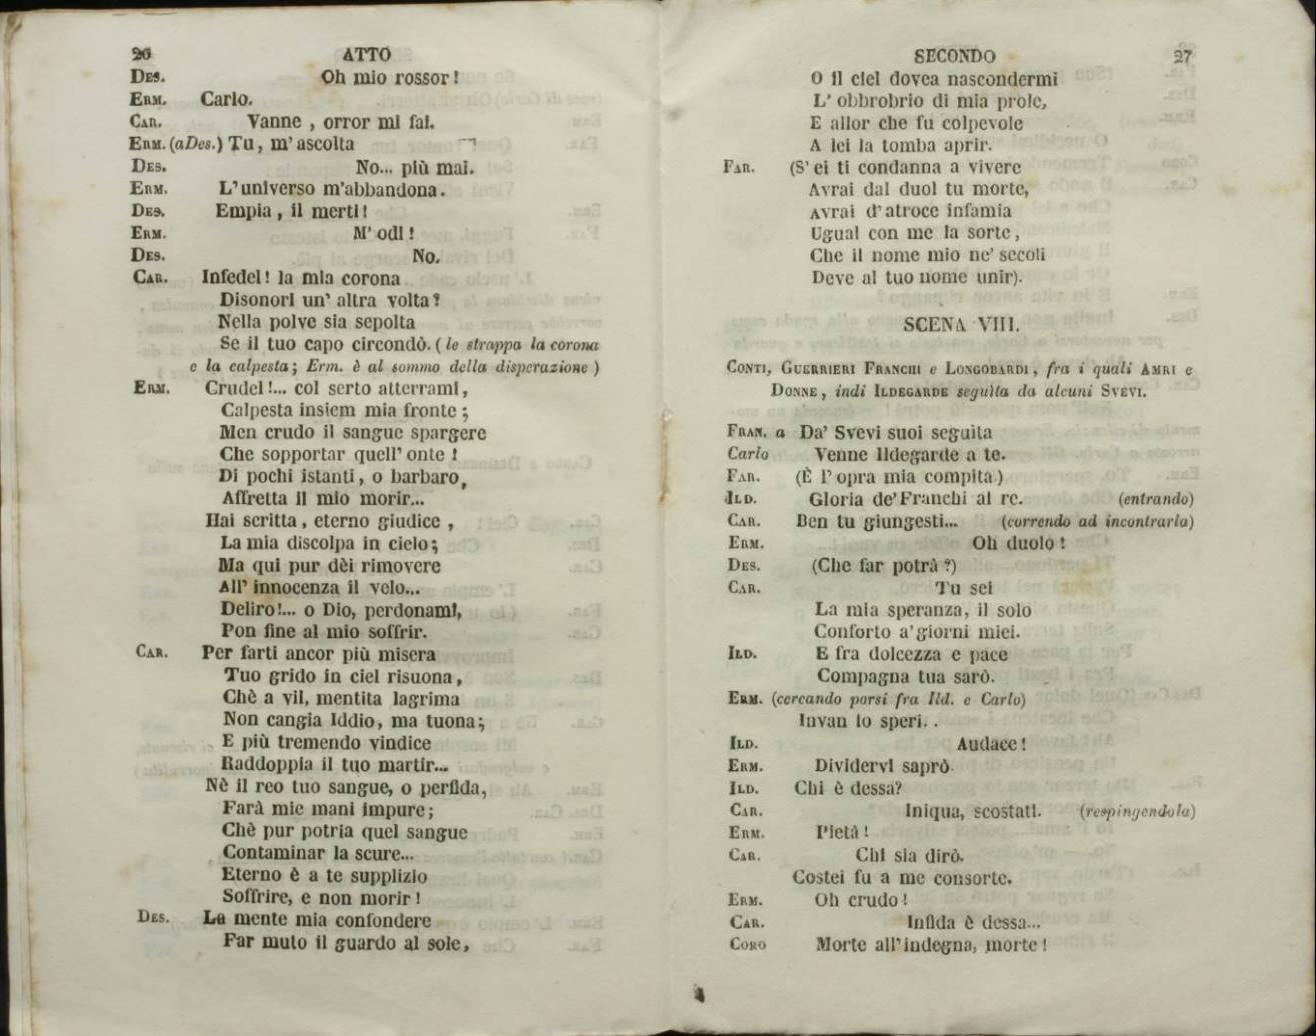 26 ATTO
DES. Oh mio rossor!
ERM. Carlo.
CAR. Vanne, orror mi fai.
ERM. (a Des.) Tu, m' ascolta
DES. No... più mai.
ERM. L' universo m'abbandona.
DES. Empia, il merti!
ERM. M' odi!
DES. No.
CAR. Infedel! la mia corona
Disonori un' altra volta?
Nella polve sia sepolta
Se il tuo capo circondò. (le strappa la corona
e la calpesta; Erm. è al sommo della disperazione)
ERM. Crudel!... col serto atterrami,
Calpesta insiem mia fronte;
Men crudo il sangue spargere
Che sopportar quell' onte!
Di pochi istanti, o barbaro,
Affretta il mio morir...
Hai scritta, eterno giudice,
La mia discolpa in cielo;
Ma qui pur dèi rimovere
All' innocenza il velo...
Deliro!... o Dio, perdonami,
Pon fine al mio soffrir.
CAR. Per farti ancor più misera
Tuo grido in ciel risuona,
Chè a vil, mentita lagrima
Non cangia Iddio, ma tuona;
E più tremendo vindice
Raddoppia il tuo martir...
Nè il reo tuo sangue, o perfida,
Farà mie mani impure;
Chè pur potria quel sangue
Contaminar la scure...
Eterno è a te supplizio
Soffrire, e non morir!
DES. La mente mia confondere
Far muto il guardo al sole,
SECONDO 27
O il ciel dovea nascondermi
L' obbrobrio di mia prole,
E allor che fu colpevole
A lei la tomba aprir.
FAR. (S' ei ti condanna a vivere
Avrai dal duol tu morte,
Avrai d' atroce infamia
Ugual con me la sorte,
Che il nome mio ne' secoli
Deve al tuo nome unir).
SCENA VIII.
CONTI, GUERRIERI FRANCHI e LONGOBARDI, fra i quali AMRI e
DONNE, indi ILDEGARDE seguìta da alcuni SVEVI.
FRAN. a Da' Svevi suoi seguìta
Carlo Venne Ildegarde a te.
FAR. (È l' opra mia compita)
ILD. Gloria de' Franchi al re. (entrando)
CAR. Ben tu giungesti... (correndo ad incontrarla)
ERM. Oh duolo!
DES. (Che far potrà?)
CAR. Tu sei
La mia speranza, il solo
Conforto a' giorni miei.
ILD. E fra dolcezza e pace
Compagna tua sarò.
ERM. (cercando porsi fra Ild. e Carlo)
Invan lo speri..
ILD. Audace!
ERM. Dividervi saprò.
ILD. Chi è dessa?
CAR. Iniqua, scostati. (respingendola)
ERM. Pietà!
CAR. Chi sia dirò.
Costei fu a me consorte.
ERM. Oh crudo!
CAR. Infida è dessa...
CORO Morte all' indegna, morte!